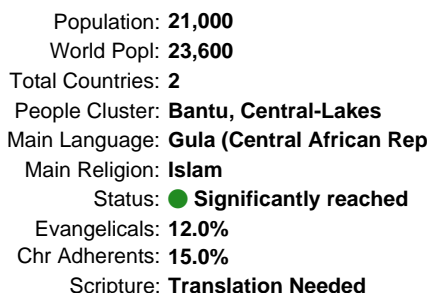 Population: 21,000
World Popl: 23,600
Total Countries: 2
People Cluster: Bantu, Central-Lakes
Main Language: Gula (Central African Rep
Main Religion: Islam
Status: Significantly reached
Evangelicals: 12.0%
Chr Adherents: 15.0%
Scripture: Translation Needed